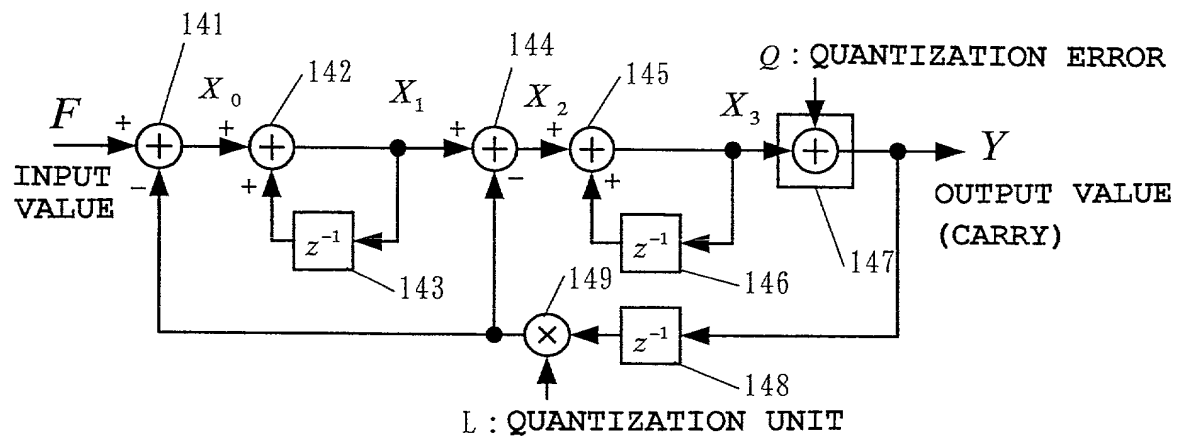 141
142
144
145
Q : QUANTIZATION ERROR
F
+
X₀
+
+
X₁
+
+
X₂
+
+
X₃
+
Y
INPUT
VALUE
−
+
−
+
OUTPUT VALUE
(CARRY)
z⁻¹
143
149
z⁻¹
146
147
×
z⁻¹
148
L : QUANTIZATION UNIT